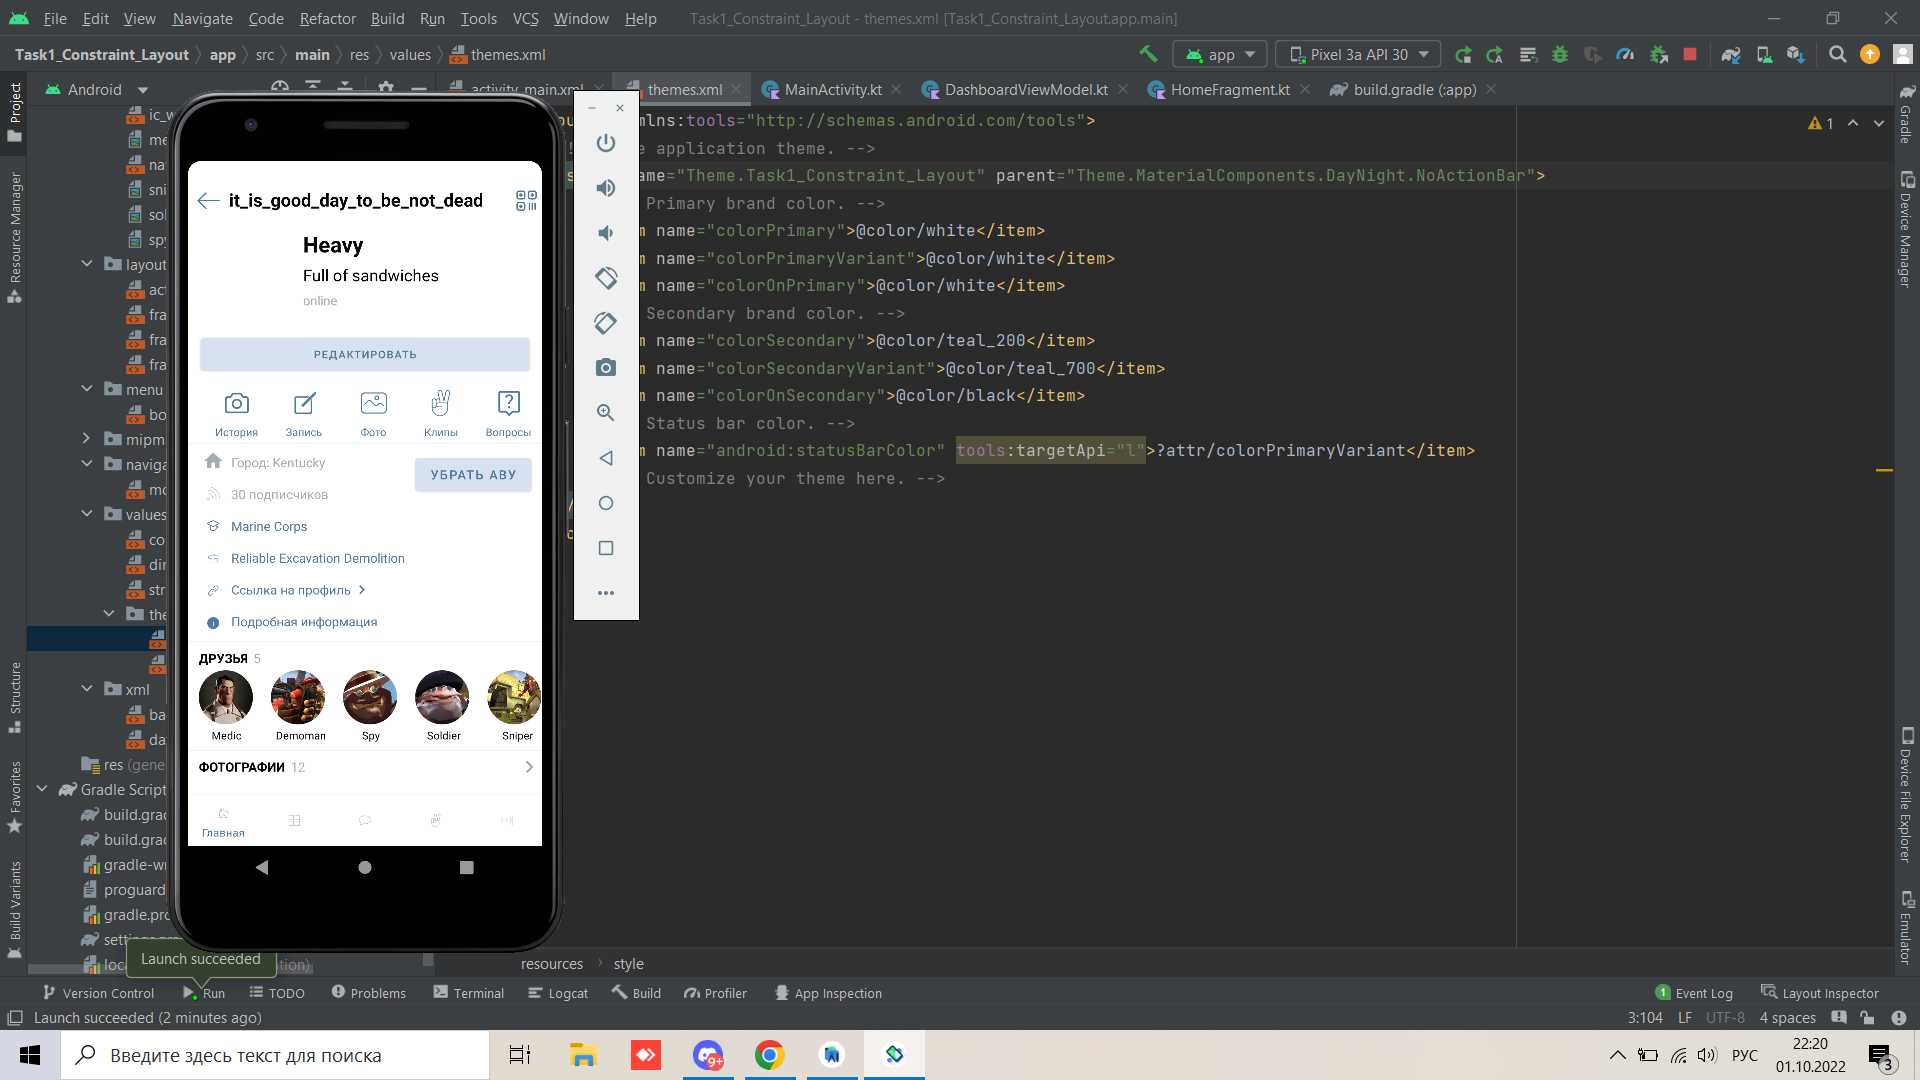 File Edit View Navigate Code Refactor Build Run Tools VCS Window Help Task1_Constraint_Layout - themes.xml [Task1_Constraint_Layout.app.main]
Task1_Constraint_Layout app src main res values themes.xml
app Pixel 3a API 30
Android
activity_main.xml themes.xml MainActivity.kt DashboardViewModel.kt HomeFragment.kt build.gradle (:app)
Project
Resource Manager
Structure
Favorites
Build Variants
ic_w
me
na
sni
sol
spy
layout
act
fra
fra
fra
menu
bo
mipm
naviga
mo
values
co
dir
str
the
xml
ba
da
res (gene
Gradle Script
build.grad
build.grad
gradle-wr
proguard
gradle.pro
settings.gra
loca
tion)
it_is_good_day_to_be_not_dead
Heavy
Full of sandwiches
online
РЕДАКТИРОВАТЬ
История Запись Фото Клипы Вопросы
Город: Kentucky
УБРАТЬ АВУ
30 подписчиков
Marine Corps
Reliable Excavation Demolition
Ссылка на профиль
Подробная информация
ДРУЗЬЯ 5
Medic Demoman Spy Soldier Sniper
ФОТОГРАФИИ 12
Главная
mlns:tools="http://schemas.android.com/tools">
e application theme. -->
ame="Theme.Task1_Constraint_Layout" parent="Theme.MaterialComponents.DayNight.NoActionBar">
Primary brand color. -->
m name="colorPrimary">@color/white</item>
m name="colorPrimaryVariant">@color/white</item>
m name="colorOnPrimary">@color/white</item>
Secondary brand color. -->
m name="colorSecondary">@color/teal_200</item>
m name="colorSecondaryVariant">@color/teal_700</item>
m name="colorOnSecondary">@color/black</item>
Status bar color. -->
m name="android:statusBarColor" tools:targetApi="l">?attr/colorPrimaryVariant</item>
Customize your theme here. -->
1
Gradle
Device Manager
Device File Explorer
Emulator
resources style
Launch succeeded
Version Control Run TODO Problems Terminal Logcat Build Profiler App Inspection
1 Event Log Layout Inspector
Launch succeeded (2 minutes ago)
3:104 LF UTF-8 4 spaces
Введите здесь текст для поиска
9+
РУС
22:20
01.10.2022
3